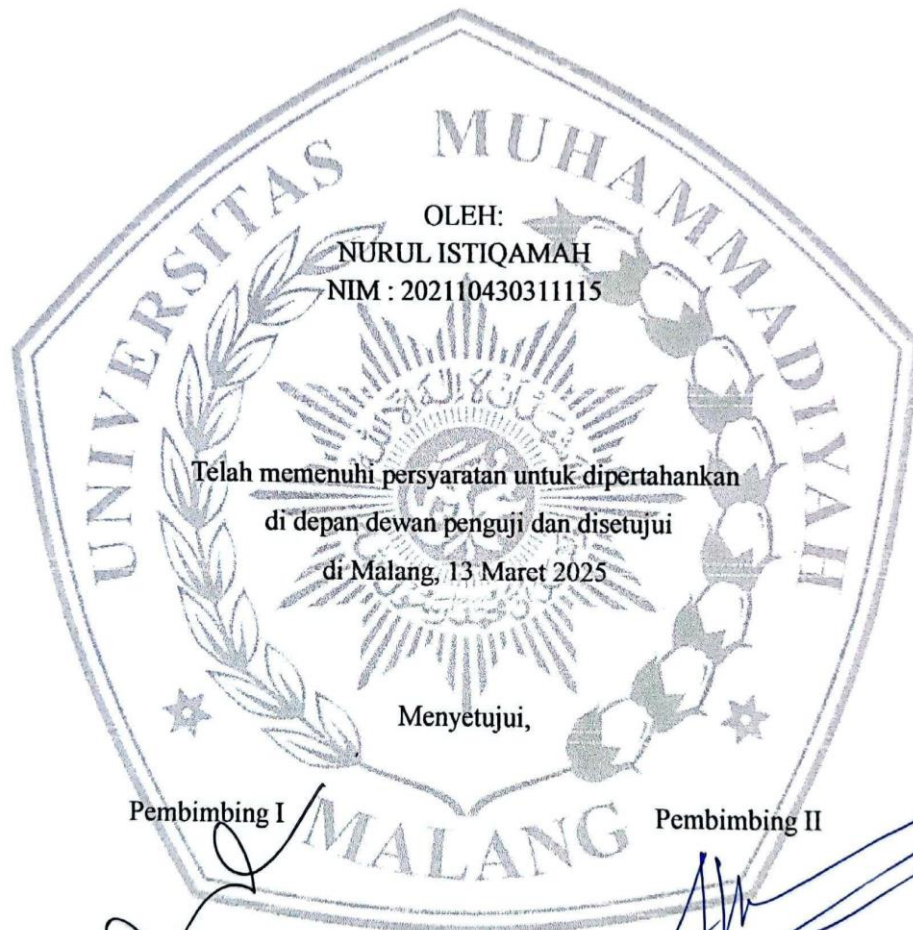 UNIVERSITAS MUHAMMADIYAH
OLEH:
NURUL ISTIQAMAH
NIM : 202110430311115
Telah memenuhi persyaratan untuk dipertahankan
di depan dewan penguji dan disetujui
di Malang, 13 Maret 2025
Menyetujui,
Pembimbing I
Pembimbing II
MALANG